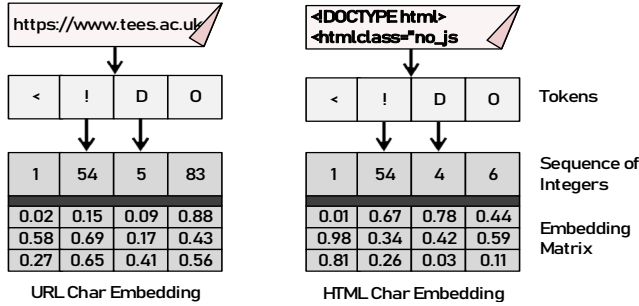 https://www.tees.ac.uk
<!DOCTYPE html>
<htmlclass="no_js
< ! D O
< ! D O
Tokens
1 54 5 83
1 54 4 6
Sequence of
Integers
0.02 0.15 0.09 0.88
0.58 0.69 0.17 0.43
0.27 0.65 0.41 0.56
0.01 0.67 0.78 0.44
0.98 0.34 0.42 0.59
0.81 0.26 0.03 0.11
Embedding
Matrix
URL Char Embedding
HTML Char Embedding